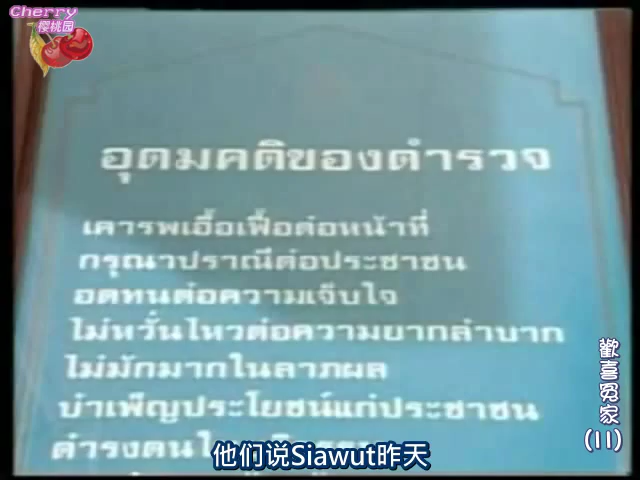 Cherry
樱桃园
อุดมคติของตำรวจ
เคารพเอื้อเฟื้อต่อหน้าที่
กรุณาปราณีต่อประชาชน
อดทนต่อความเจ็บใจ
ไม่หวั่นไหวต่อความยากลำบาก
ไม่มักมากในลาภผล
บำเพ็ญประโยชน์แก่ประชาชน
ดำรงตน
歡喜冤家
(11)
他们说Siawut昨天